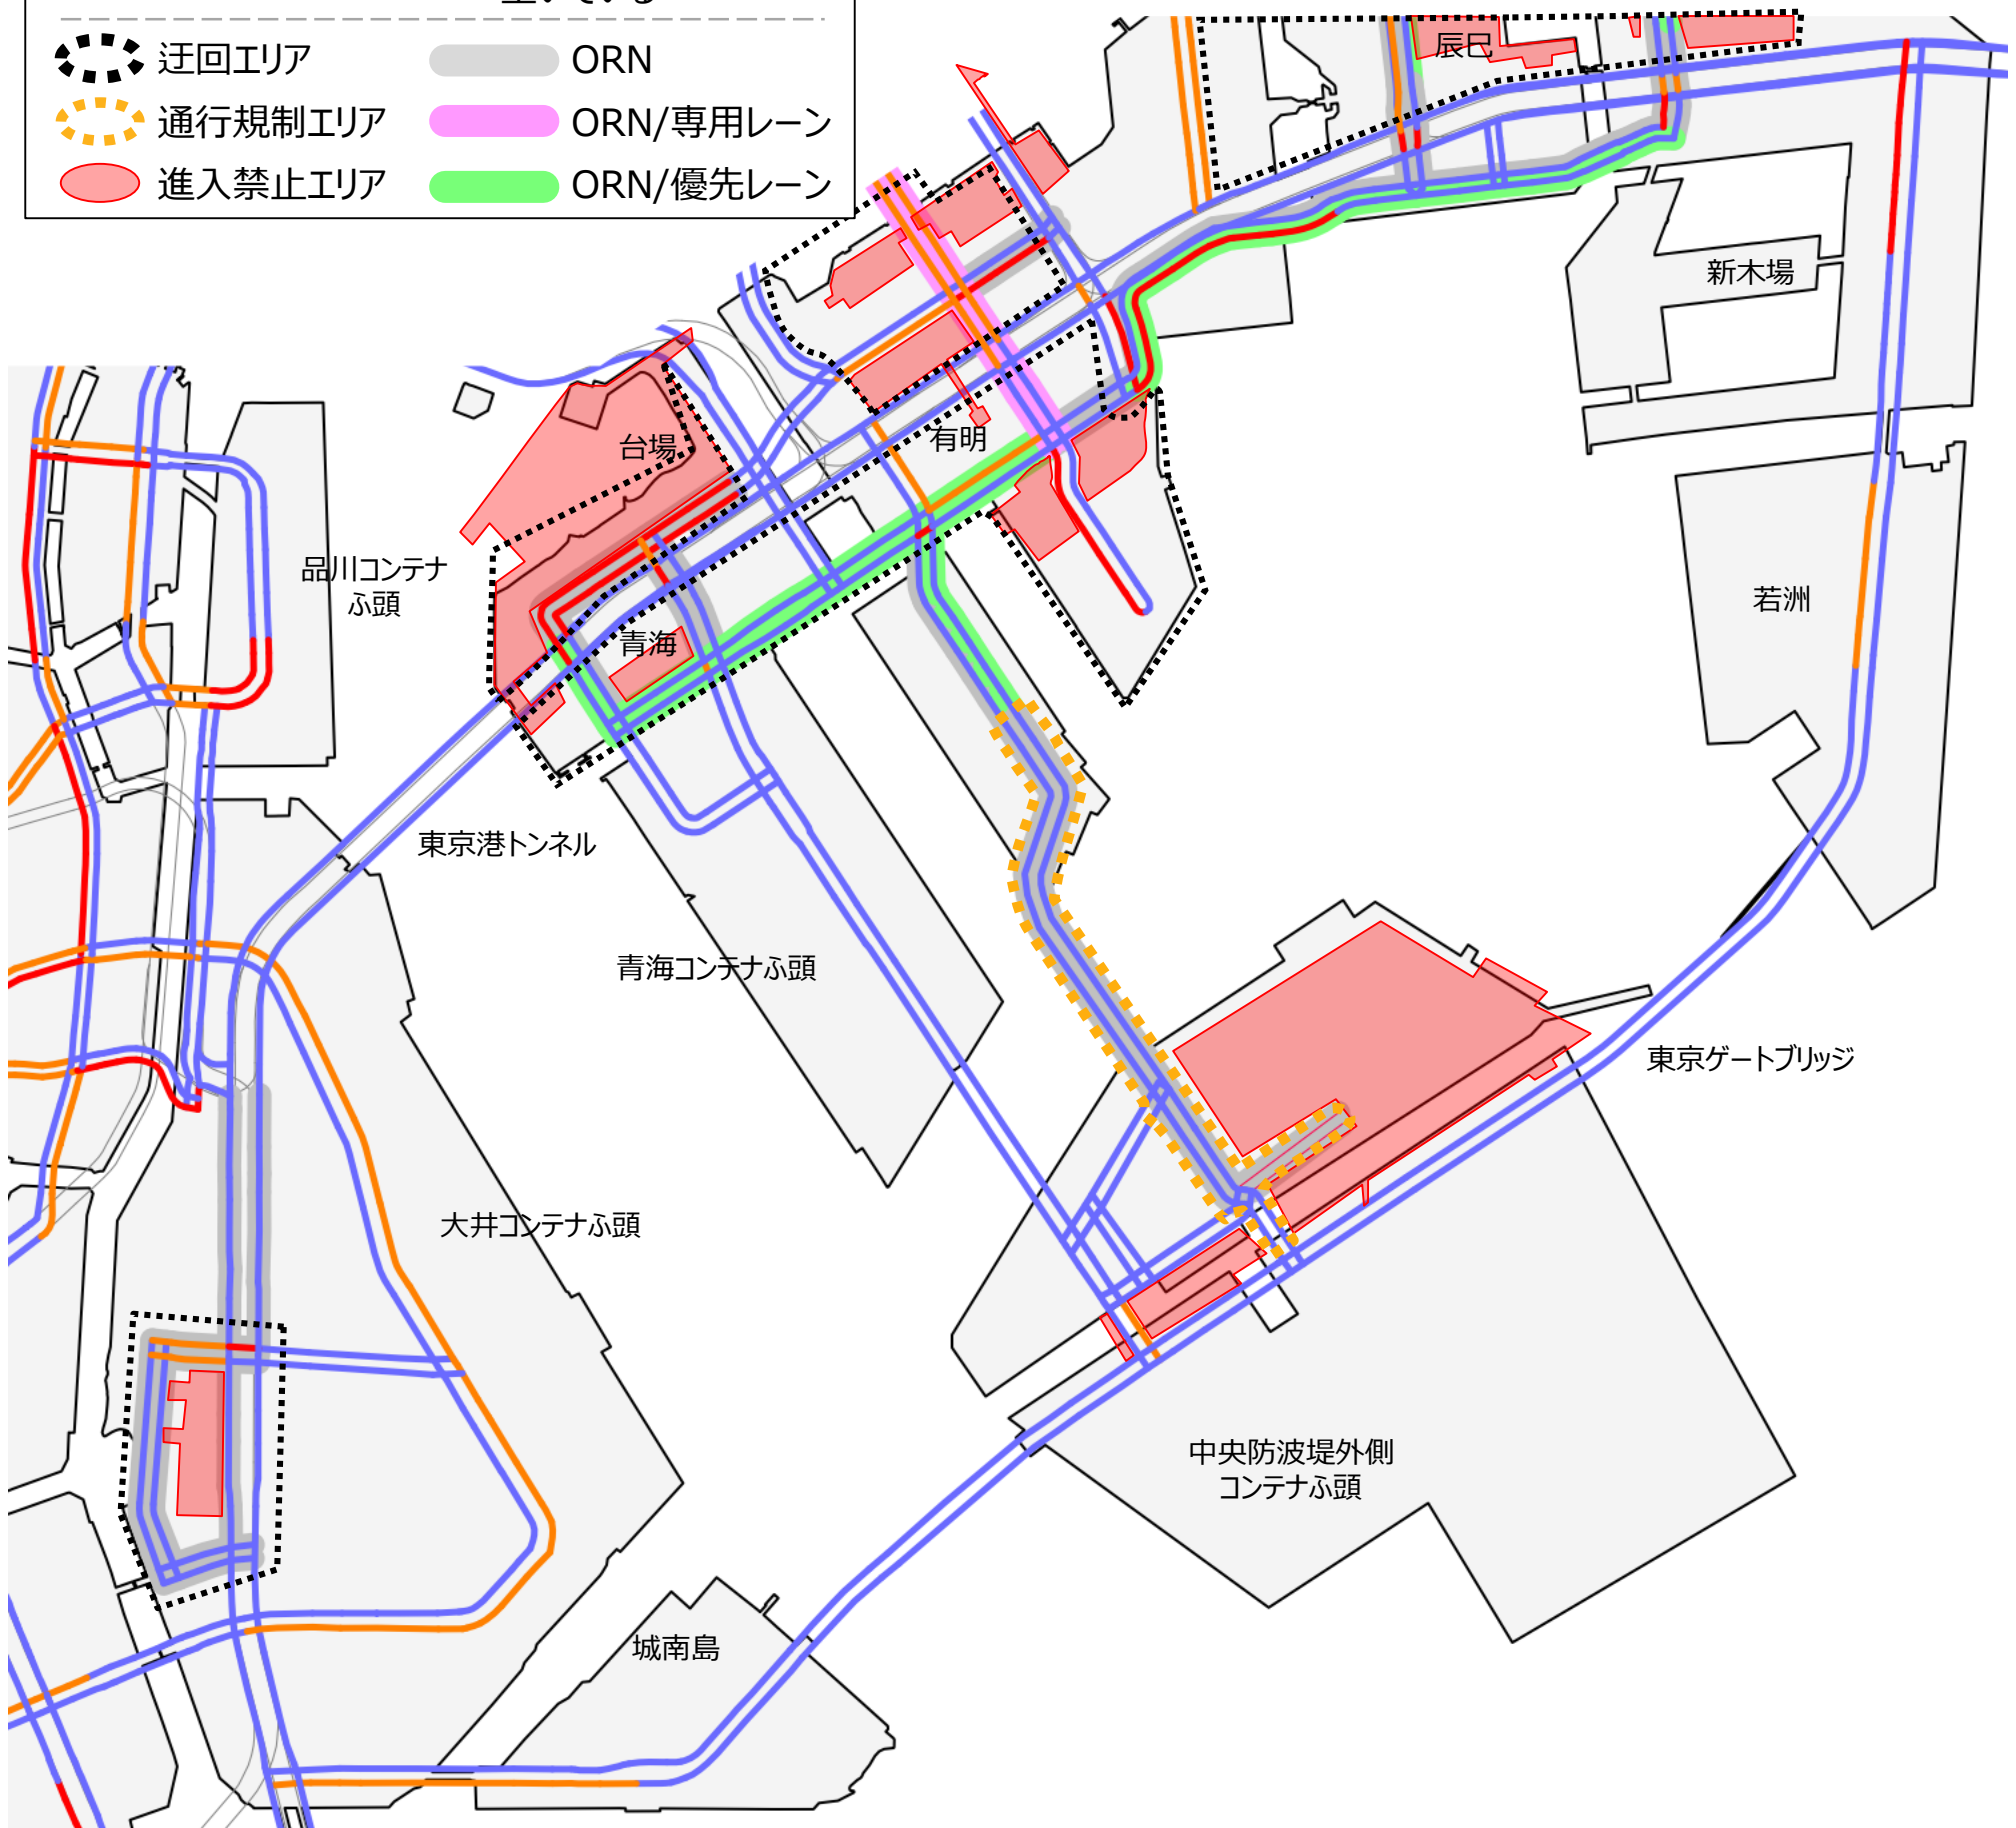 空いている
迂回エリア
ORN
通行規制エリア
ORN/専用レーン
進入禁止エリア
ORN/優先レーン
辰巳
新木場
台場
有明
品川コンテナ
ふ頭
青海
若洲
東京港トンネル
青海コンテナふ頭
東京ゲートブリッジ
大井コンテナふ頭
中央防波堤外側
コンテナふ頭
城南島